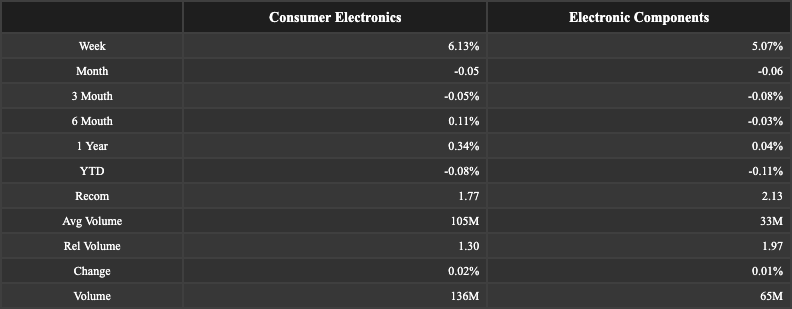 Consumer Electronics Electronic Components
Week 6.13% 5.07%
Month -0.05 -0.06
3 Mouth -0.05% -0.08%
6 Mouth 0.11% -0.03%
1 Year 0.34% 0.04%
YTD -0.08% -0.11%
Recom 1.77 2.13
Avg Volume 105M 33M
Rel Volume 1.30 1.97
Change 0.02% 0.01%
Volume 136M 65M